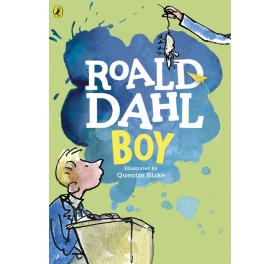 ROALD
DAHL
BOY
Illustrated by
Quentin Blake